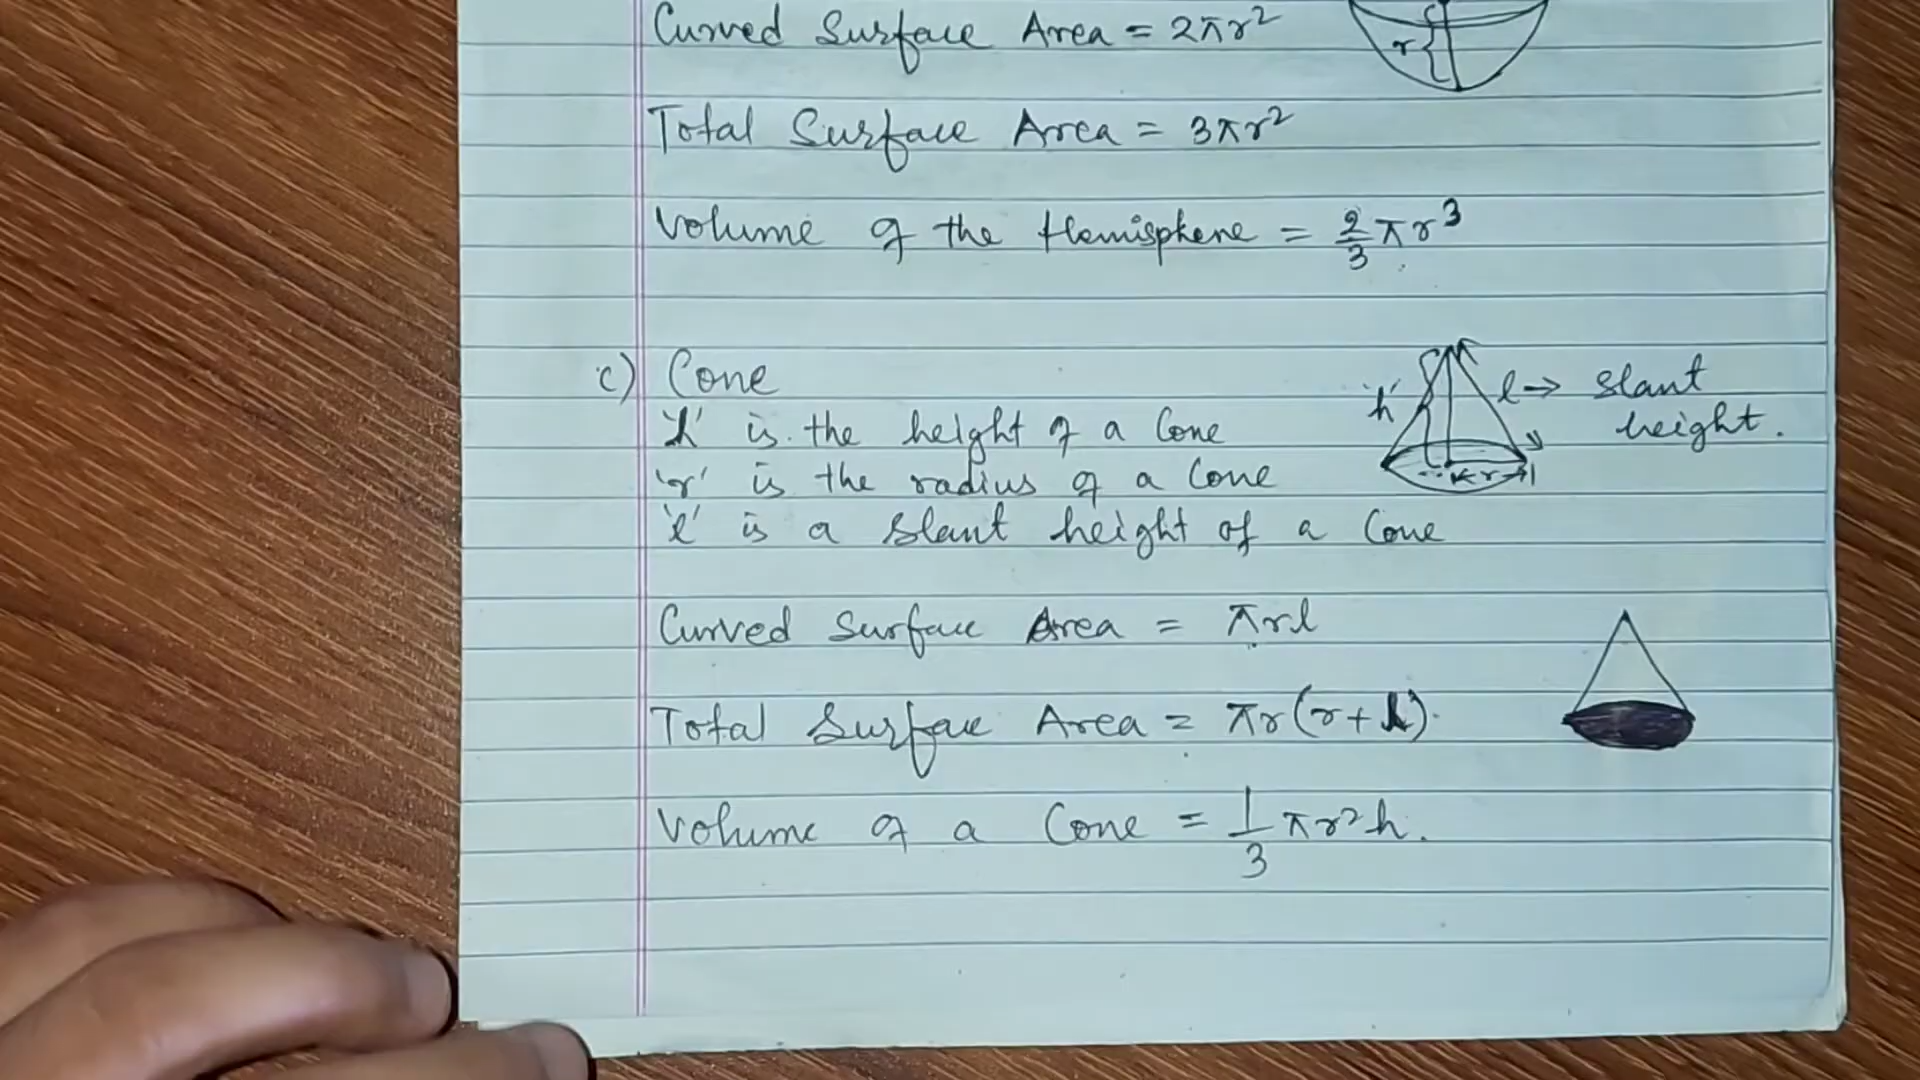 Curved Surface Area = 2πr²
r
Total Surface Area = 3πr²
Volume of the Hemisphere = 2/3 πr³
c) Cone
'h' l → slant height.
'h' is the height of a Cone
r
'r' is the radius of a Cone
'l' is a slant height of a Cone
Curved Surface Area = πrl
Total Surface Area = πr(r+l).
Volume of a Cone = 1/3 πr²h.